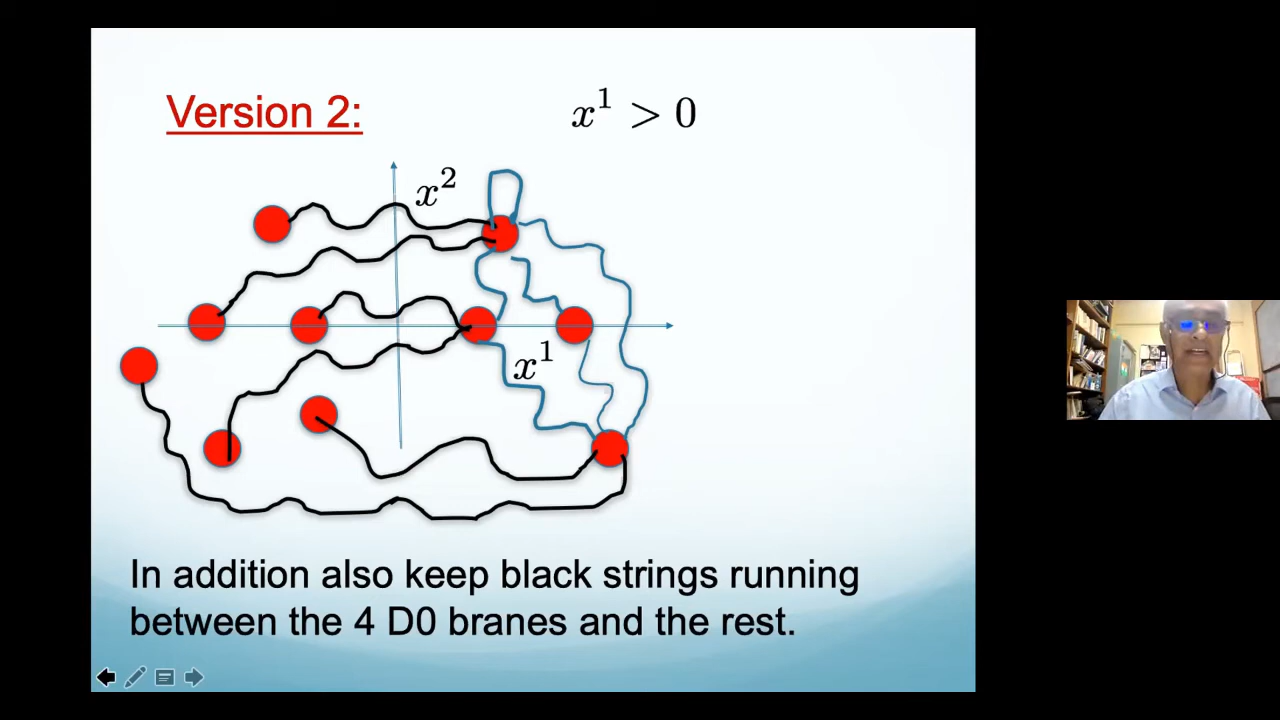 Version 2:
x¹ > 0
x²
x¹
In addition also keep black strings running
between the 4 D0 branes and the rest.